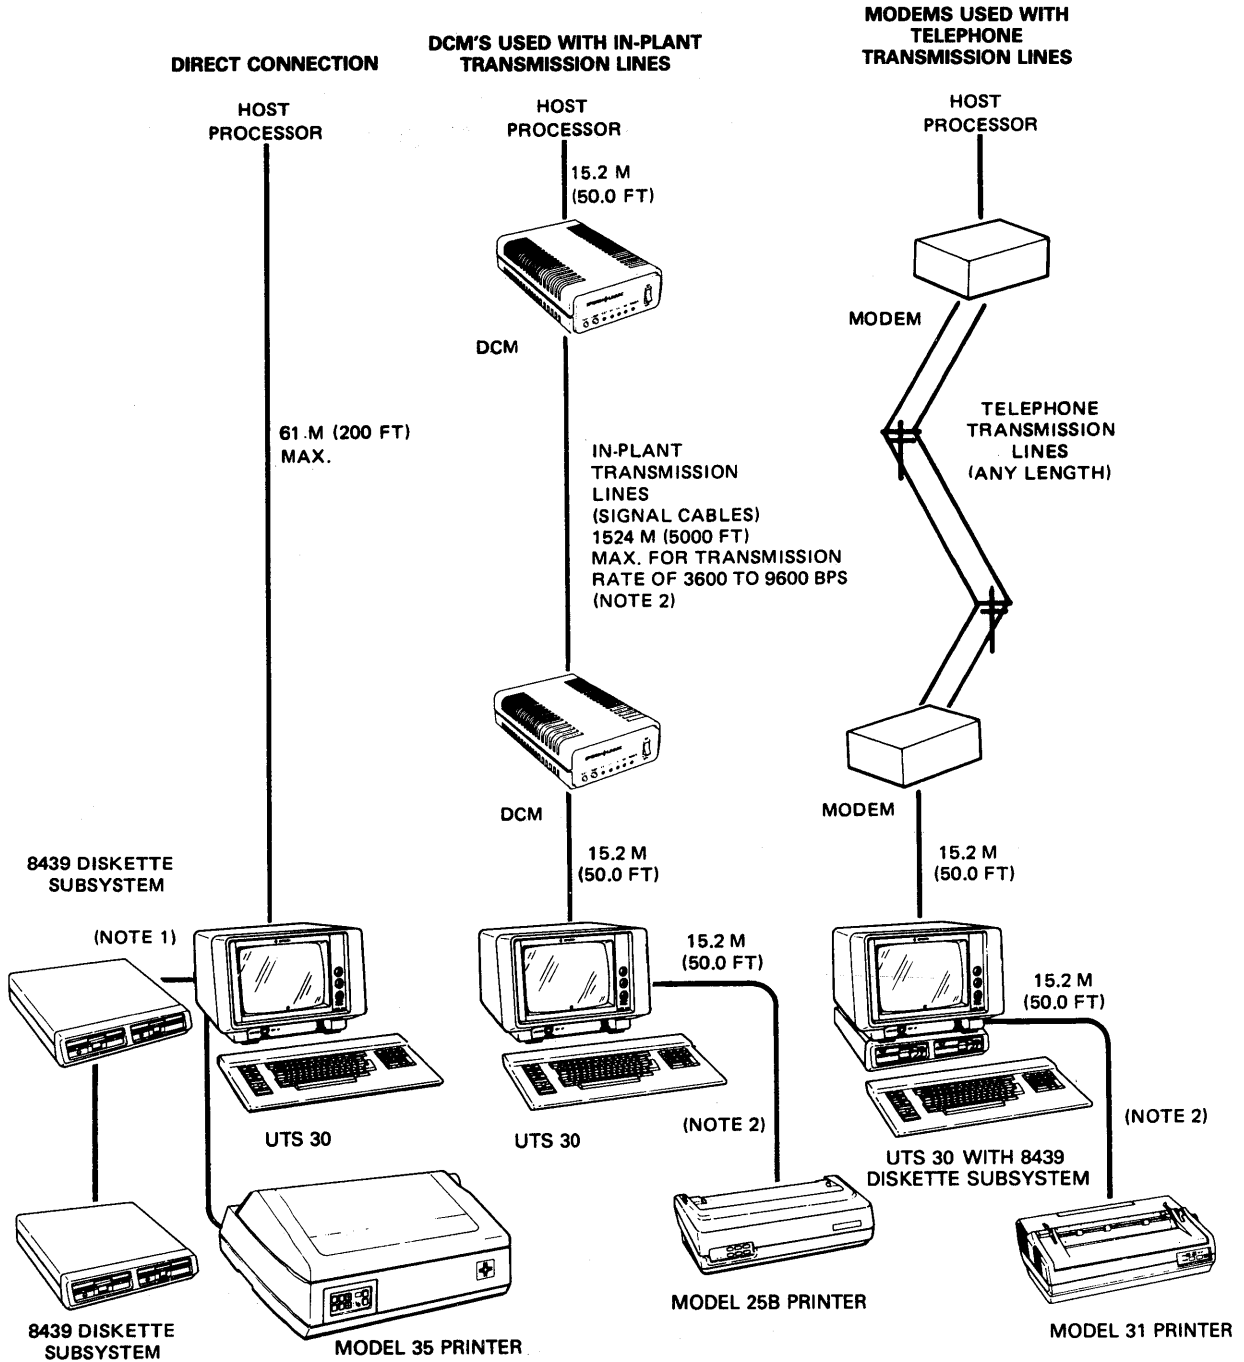 DIRECT CONNECTION
HOST
PROCESSOR
61 M (200 FT)
MAX.
8439 DISKETTE
SUBSYSTEM
(NOTE 1)
UTS 30
8439 DISKETTE
SUBSYSTEM
MODEL 35 PRINTER
DCM'S USED WITH IN-PLANT
TRANSMISSION LINES
HOST
PROCESSOR
15.2 M
(50.0 FT)
DCM
IN-PLANT
TRANSMISSION
LINES
(SIGNAL CABLES)
1524 M (5000 FT)
MAX. FOR TRANSMISSION
RATE OF 3600 TO 9600 BPS
(NOTE 2)
DCM
15.2 M
(50.0 FT)
15.2 M
(50.0 FT)
UTS 30
(NOTE 2)
MODEL 25B PRINTER
MODEMS USED WITH
TELEPHONE
TRANSMISSION LINES
HOST
PROCESSOR
MODEM
TELEPHONE
TRANSMISSION
LINES
(ANY LENGTH)
MODEM
15.2 M
(50.0 FT)
15.2 M
(50.0 FT)
(NOTE 2)
UTS 30 WITH 8439
DISKETTE SUBSYSTEM
MODEL 31 PRINTER